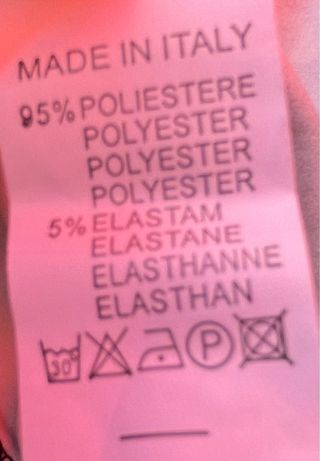 MADE IN ITALY
95% POLIESTERE
POLYESTER
POLYESTER
POLYESTER
5% ELASTAM
ELASTANE
ELASTHANNE
ELASTHAN
30° P